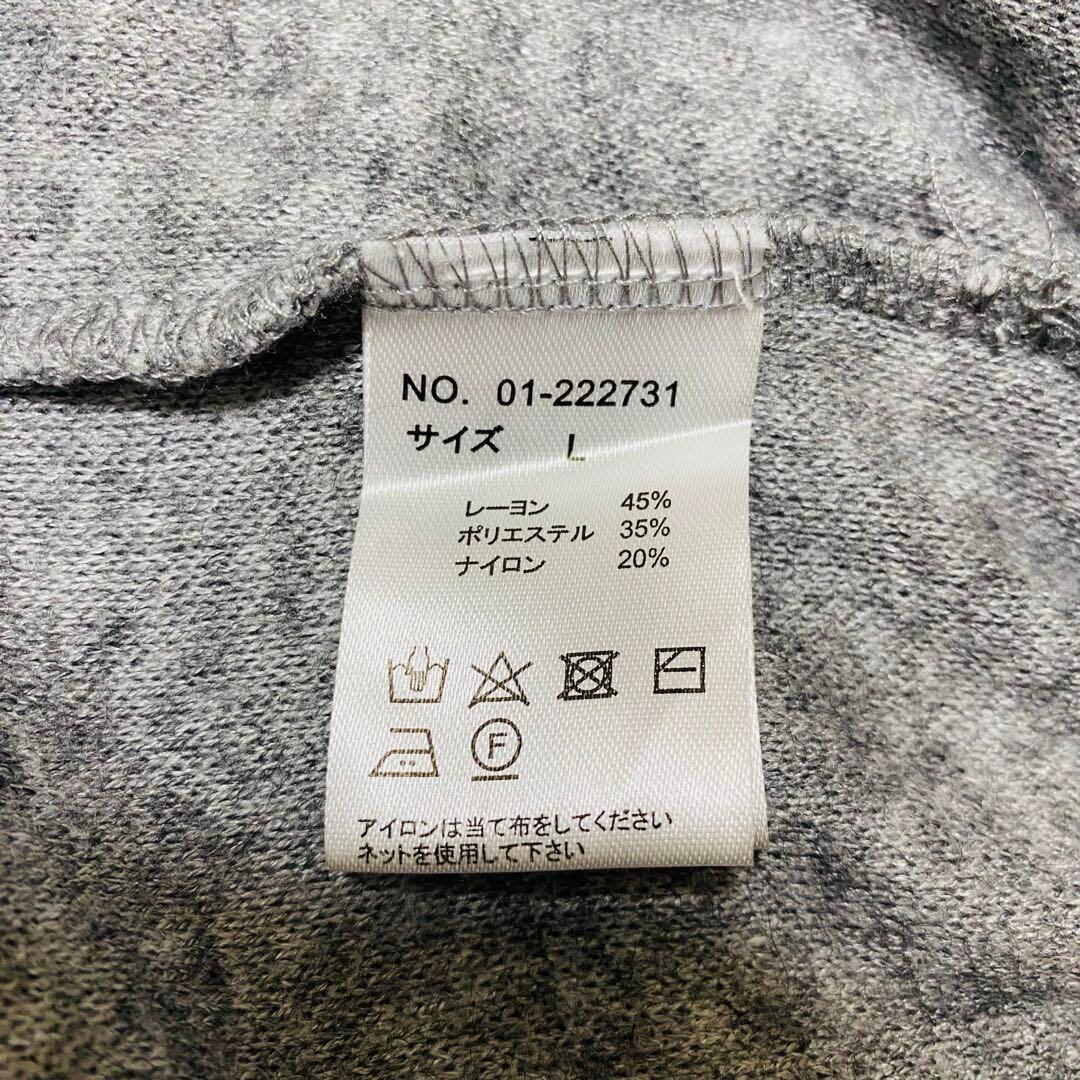 NO. 01-222731
サイズ L
レーヨン 45%
ポリエステル 35%
ナイロン 20%
F
アイロンは当て布をしてください
ネットを使用して下さい